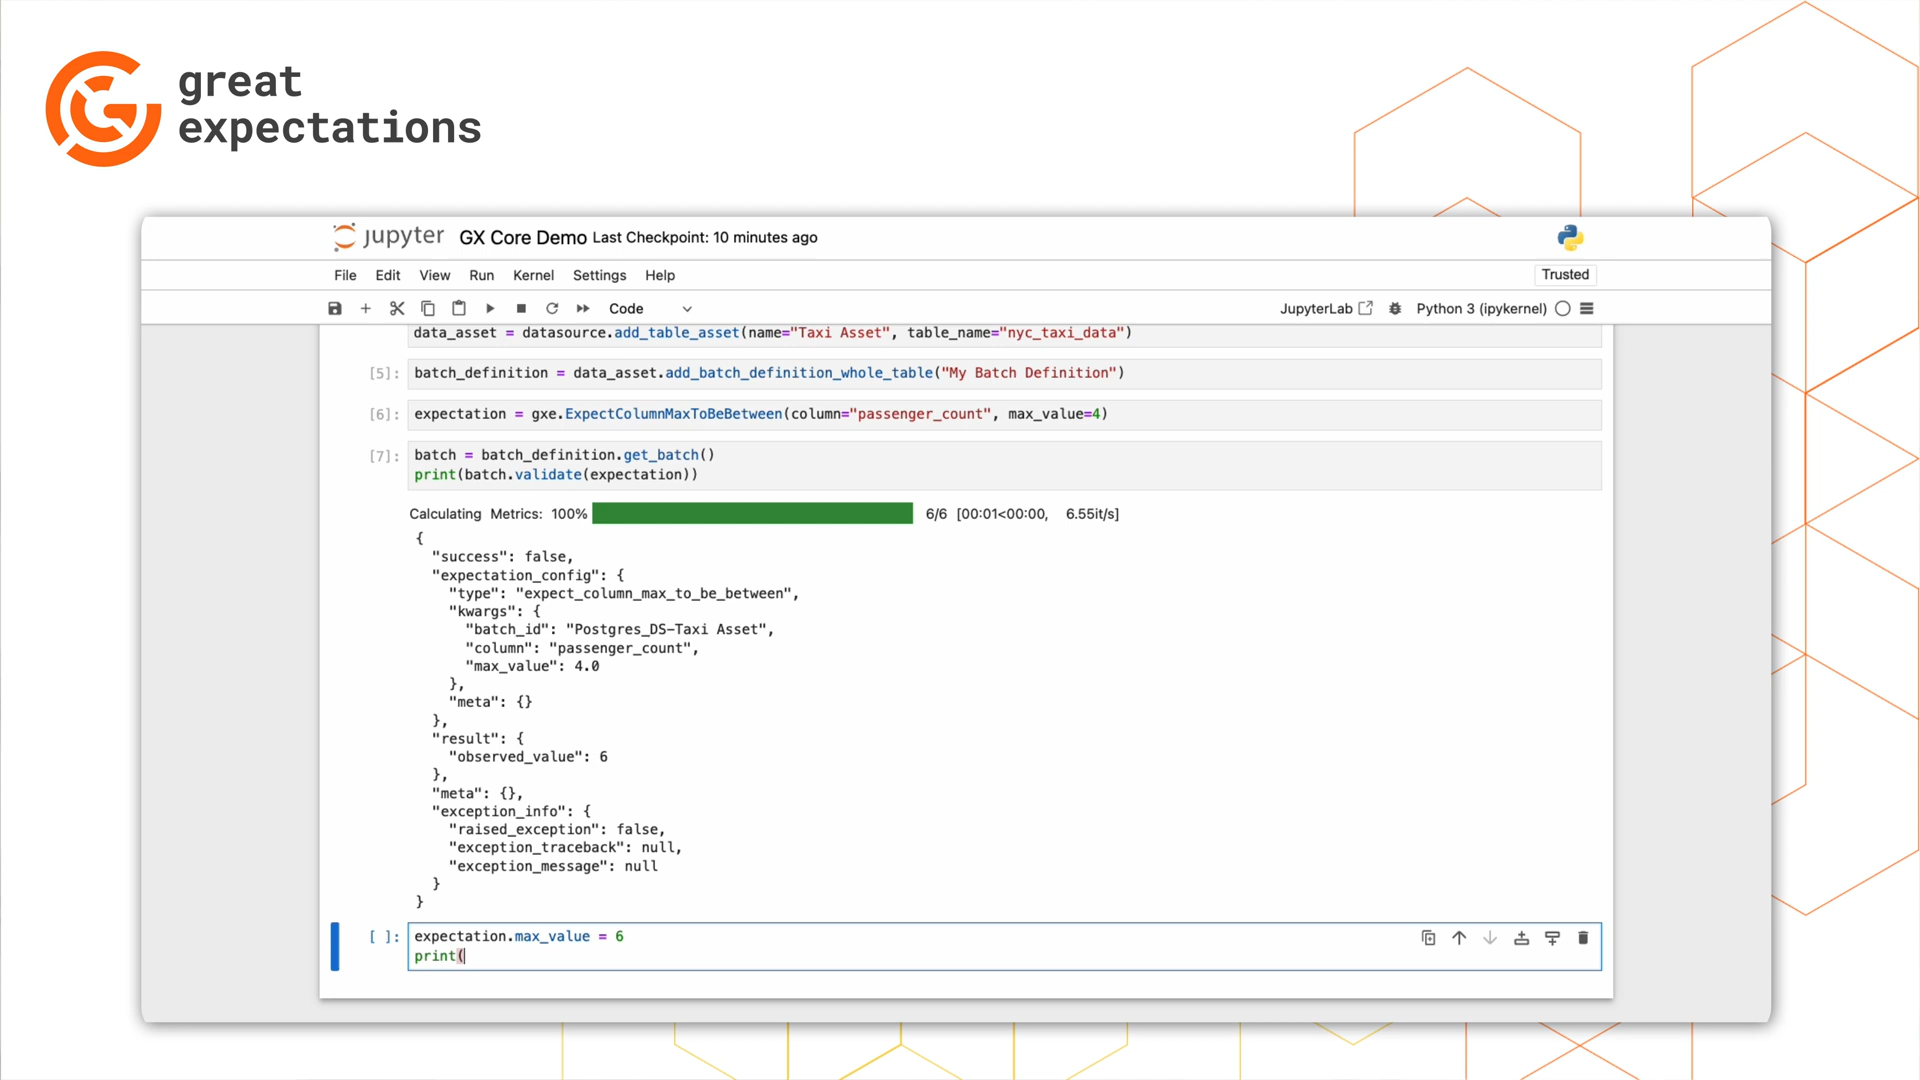 great
expectations
jupyter GX Core Demo Last Checkpoint: 10 minutes ago
File Edit View Run Kernel Settings Help Trusted
Code JupyterLab Python 3 (ipykernel)
data_asset = datasource.add_table_asset(name="Taxi Asset", table_name="nyc_taxi_data")
[5]: batch_definition = data_asset.add_batch_definition_whole_table("My Batch Definition")
[6]: expectation = gxe.ExpectColumnMaxToBeBetween(column="passenger_count", max_value=4)
[7]: batch = batch_definition.get_batch()
print(batch.validate(expectation))
Calculating Metrics: 100% 6/6 [00:01<00:00, 6.55it/s]
{
"success": false,
"expectation_config": {
"type": "expect_column_max_to_be_between",
"kwargs": {
"batch_id": "Postgres_DS-Taxi Asset",
"column": "passenger_count",
"max_value": 4.0
},
"meta": {}
},
"result": {
"observed_value": 6
},
"meta": {},
"exception_info": {
"raised_exception": false,
"exception_traceback": null,
"exception_message": null
}
}
[ ]: expectation.max_value = 6
print(